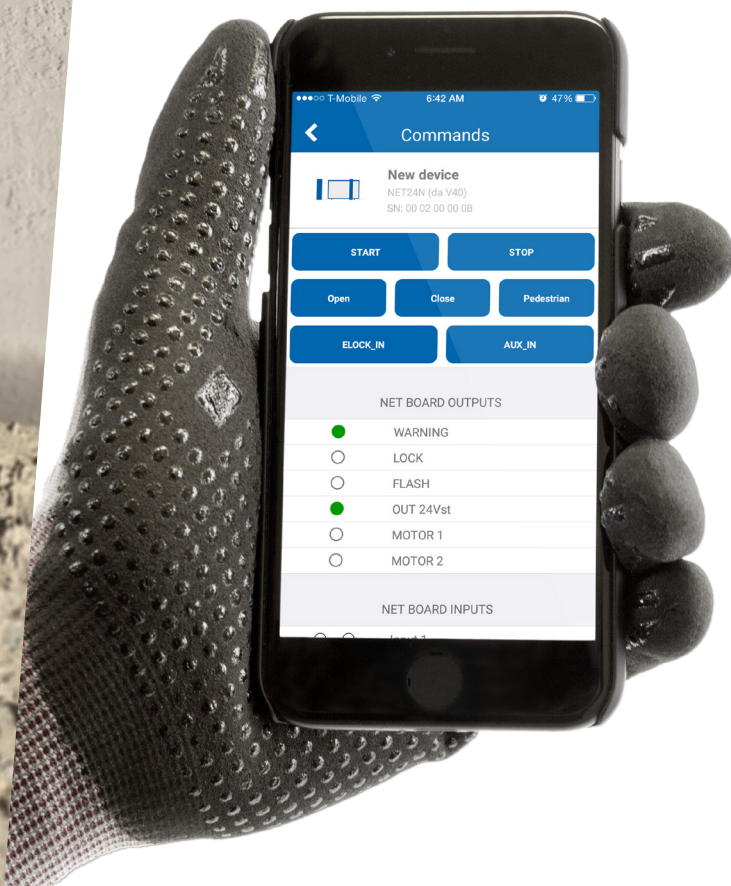 ●●●○○ T-Mobile 6:42 AM 47%
Commands
New device
NET24N (da V40)
SN: 00 02 00 00 0B
START STOP
Open Close Pedestrian
ELOCK_IN AUX_IN
NET BOARD OUTPUTS
WARNING
LOCK
FLASH
OUT 24Vst
MOTOR 1
MOTOR 2
NET BOARD INPUTS
Input 1